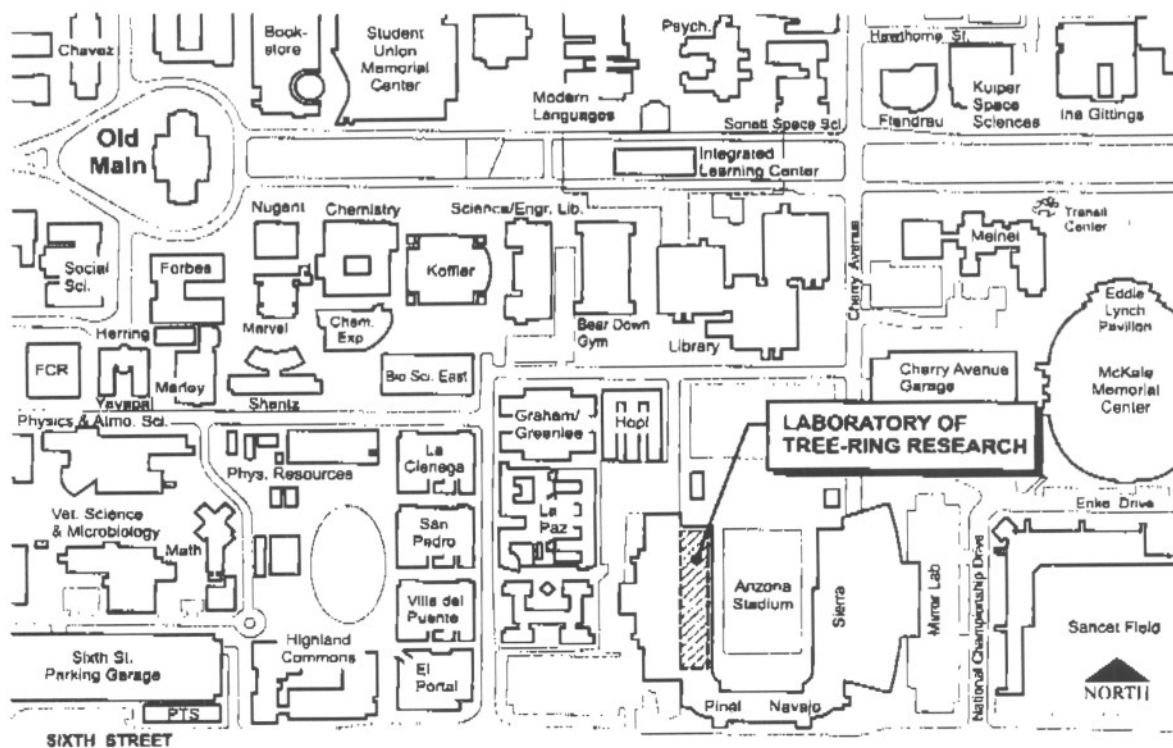 Chavez
Book-
store
Student
Union
Memorial
Center
Psych.
Modern
Languages
Hawthorne St.
Kuiper
Space
Sciences
Flandrau
Ina Gittings
Old
Main
Integrated
Learning Center
Nugent
Chemistry
Science/Engr. Lib.
Cherry Avenue
Transit
Center
Meinel
Social
Sci.
Forbes
Koffler
Eddie
Lynch
Pavilion
Herring
Marvel
Chem.
Exp
Bear Down
Gym
Library
FCR
Yavapai
Marley
Shantz
Bio Sci. East
Cherry Avenue
Garage
McKale
Memorial
Center
Physics & Atmo. Sci.
Graham/
Greenlee
Hopi
LABORATORY OF
TREE-RING RESEARCH
Phys. Resources
La
Cienega
La
Paz
Enke Drive
Vet. Science
& Microbiology
Math
San
Pedro
Arizona
Stadium
Sierra
Mirror Lab
National Championship Drive
Villa del
Puente
Sancet Field
Sixth St.
Parking Garage
Highland
Commons
El
Portal
Pinal
Navajo
NORTH
PTS
SIXTH STREET